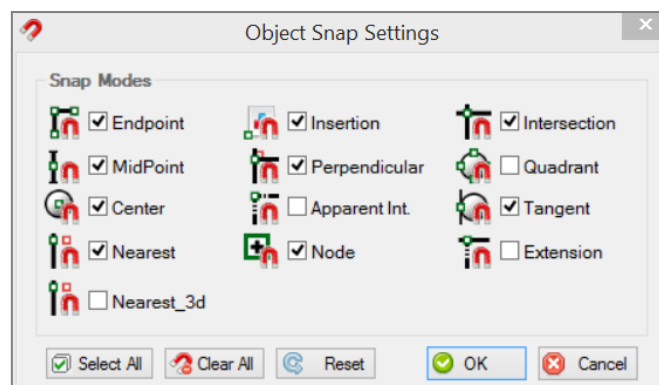 Object Snap Settings
Snap Modes
Endpoint Insertion Intersection
MidPoint Perpendicular Quadrant
Center Apparent Int. Tangent
Nearest Node Extension
Nearest_3d
Select All Clear All Reset OK Cancel